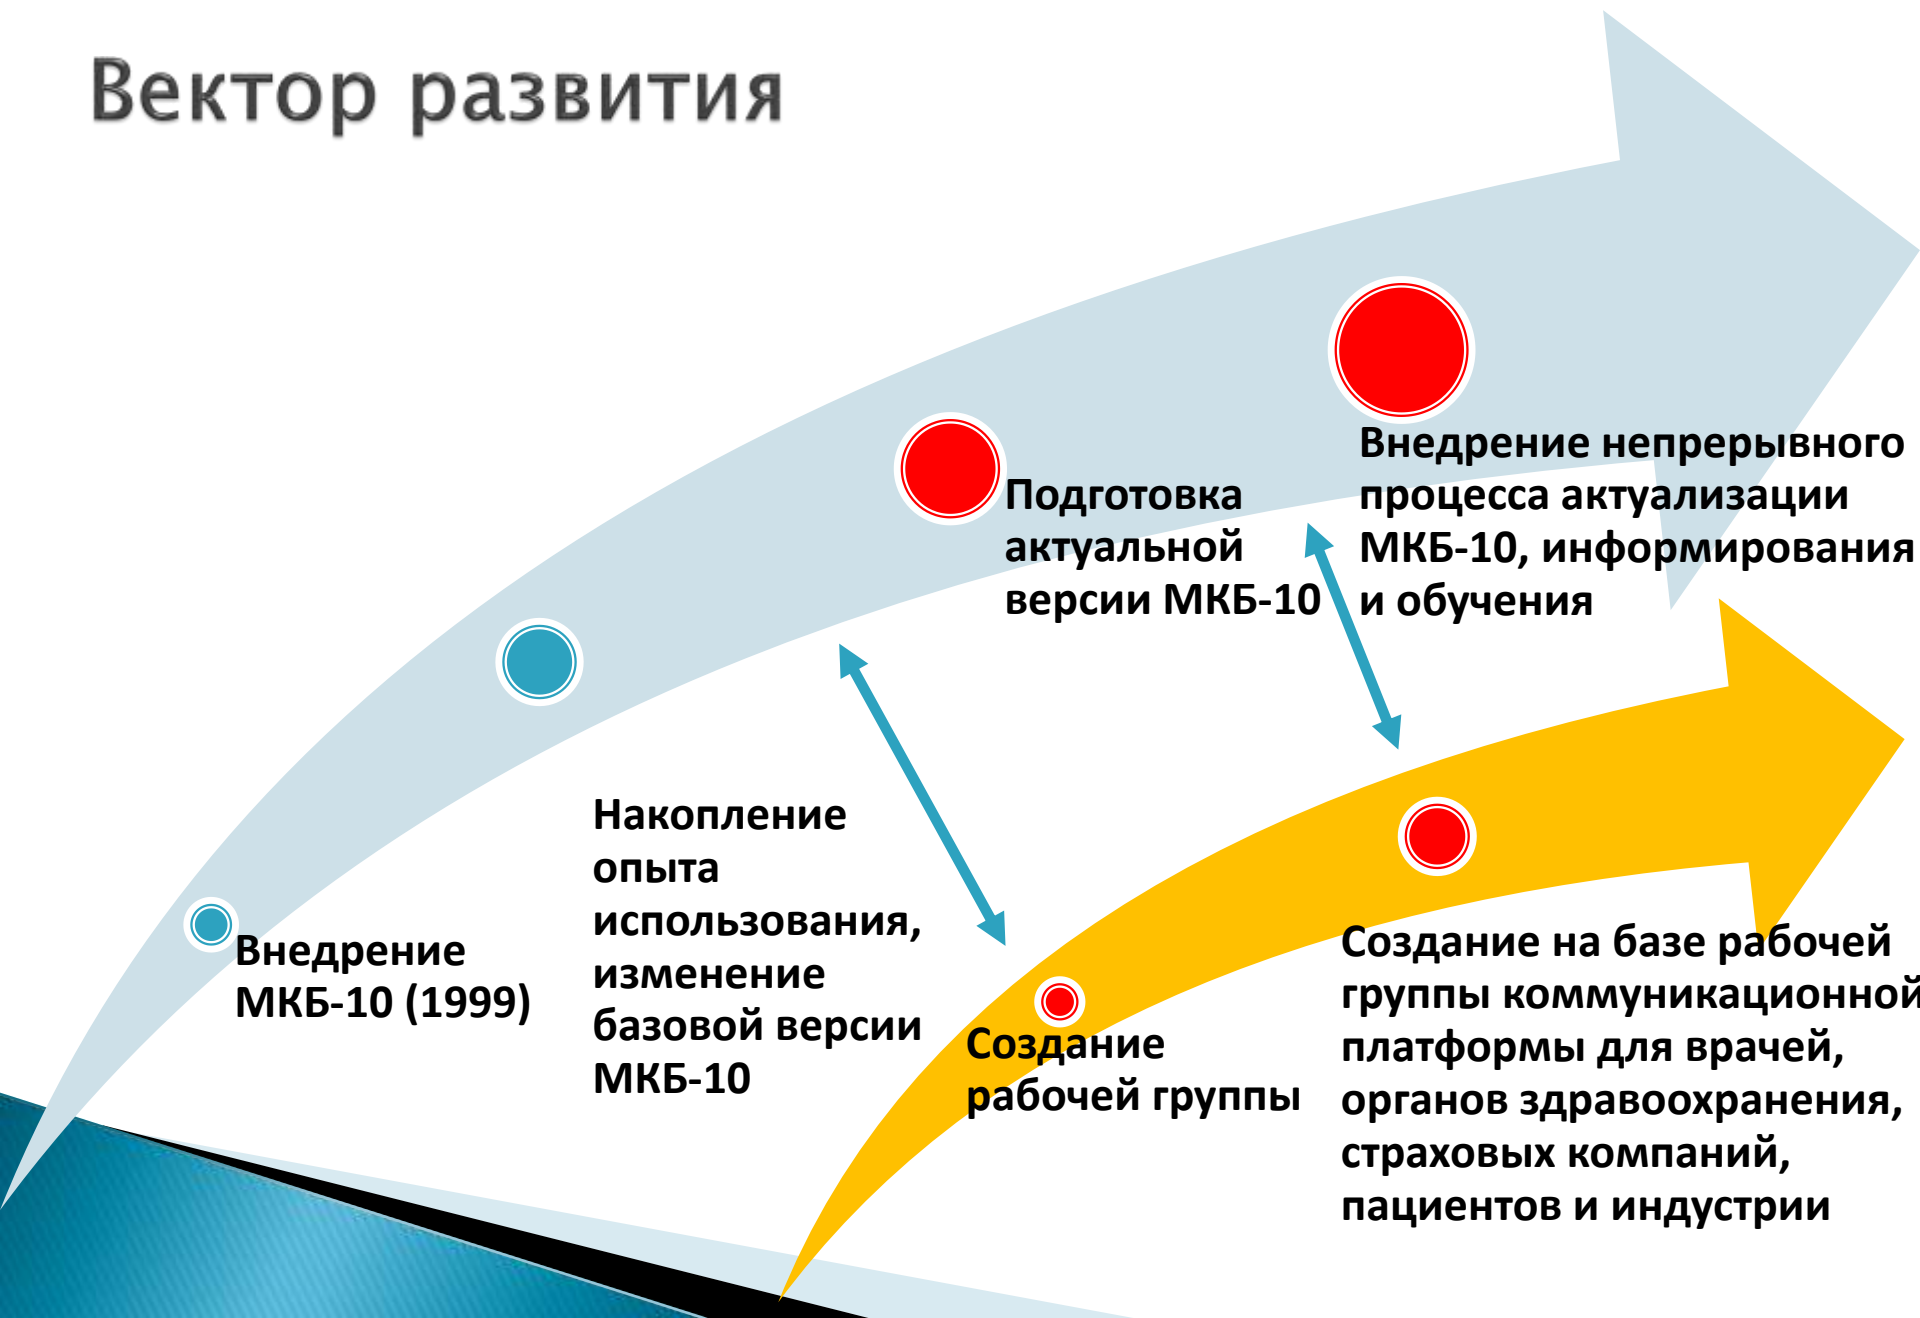 Вектор развития
Внедрение
МКБ-10 (1999)
Накопление
опыта
использования,
изменение
базовой версии
МКБ-10
Подготовка
актуальной
версии МКБ-10
Внедрение непрерывного
процесса актуализации
МКБ-10, информирования
и обучения
Создание
рабочей группы
Создание на базе рабочей
группы коммуникационной
платформы для врачей,
органов здравоохранения,
страховых компаний,
пациентов и индустрии